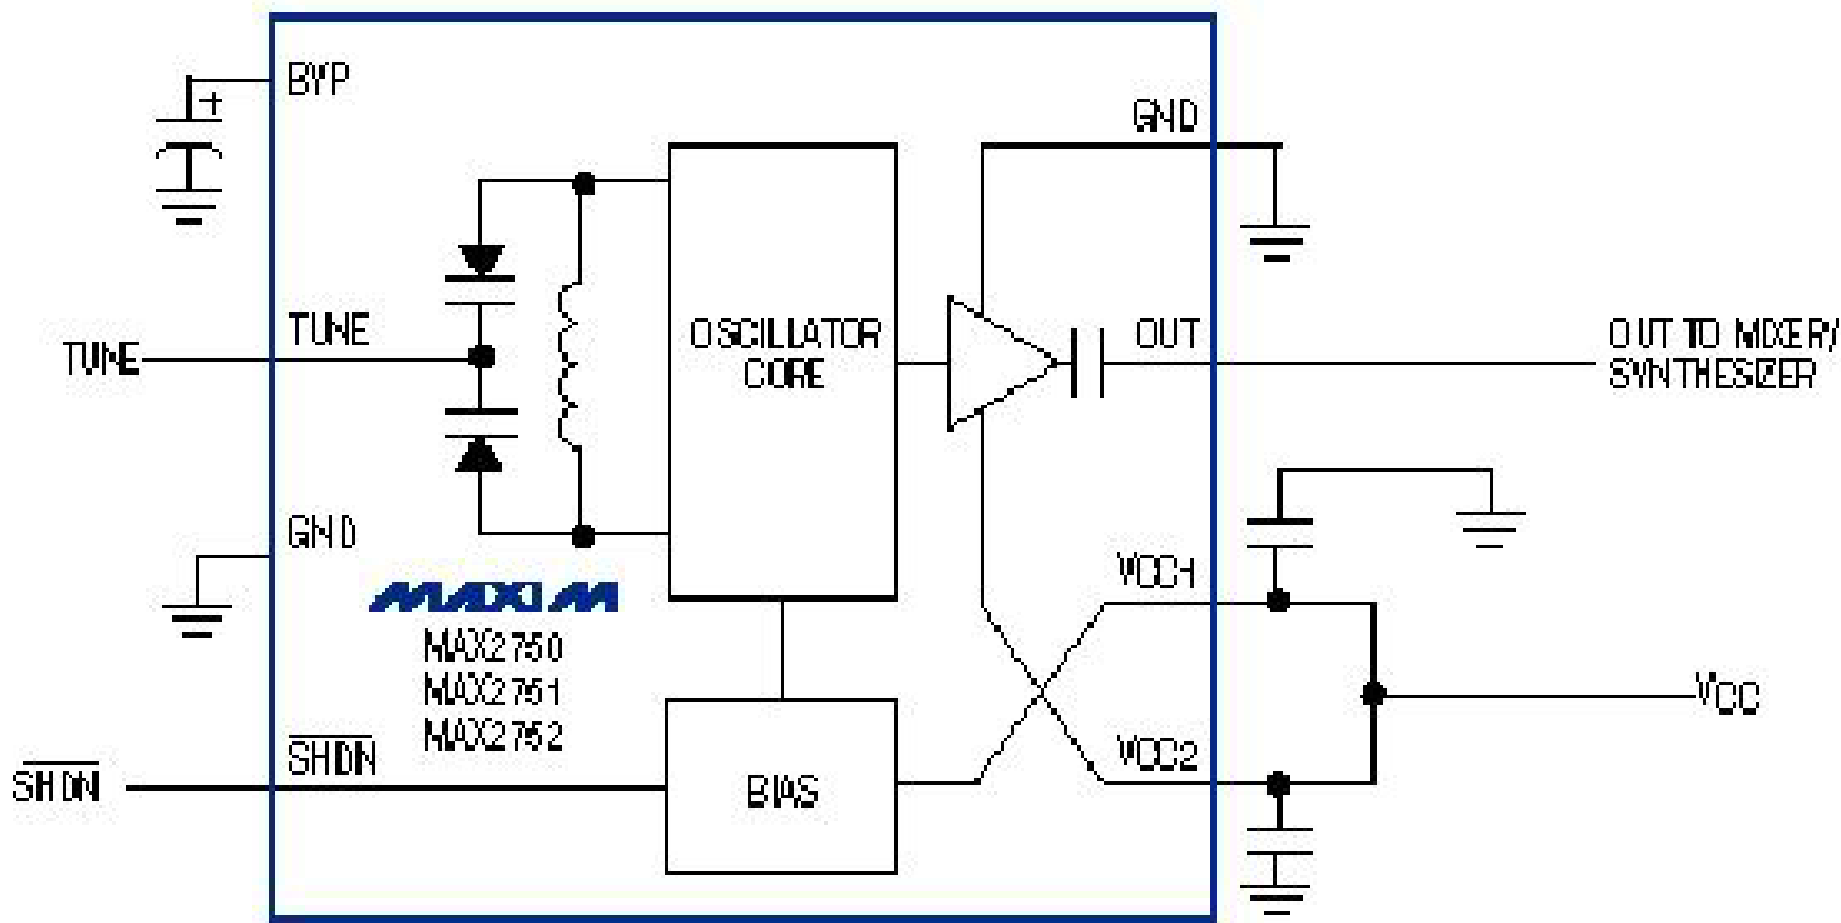 BYP
+
GND
TUNE
TUNE
OSCILLATOR
CORE
OUT
OUT TO MIXER/
SYNTHESIZER
GND
MAXIM
MAX2750
MAX2751
MAX2752
VCC1
VCC
SHDN
SHDN
BIAS
VCC2